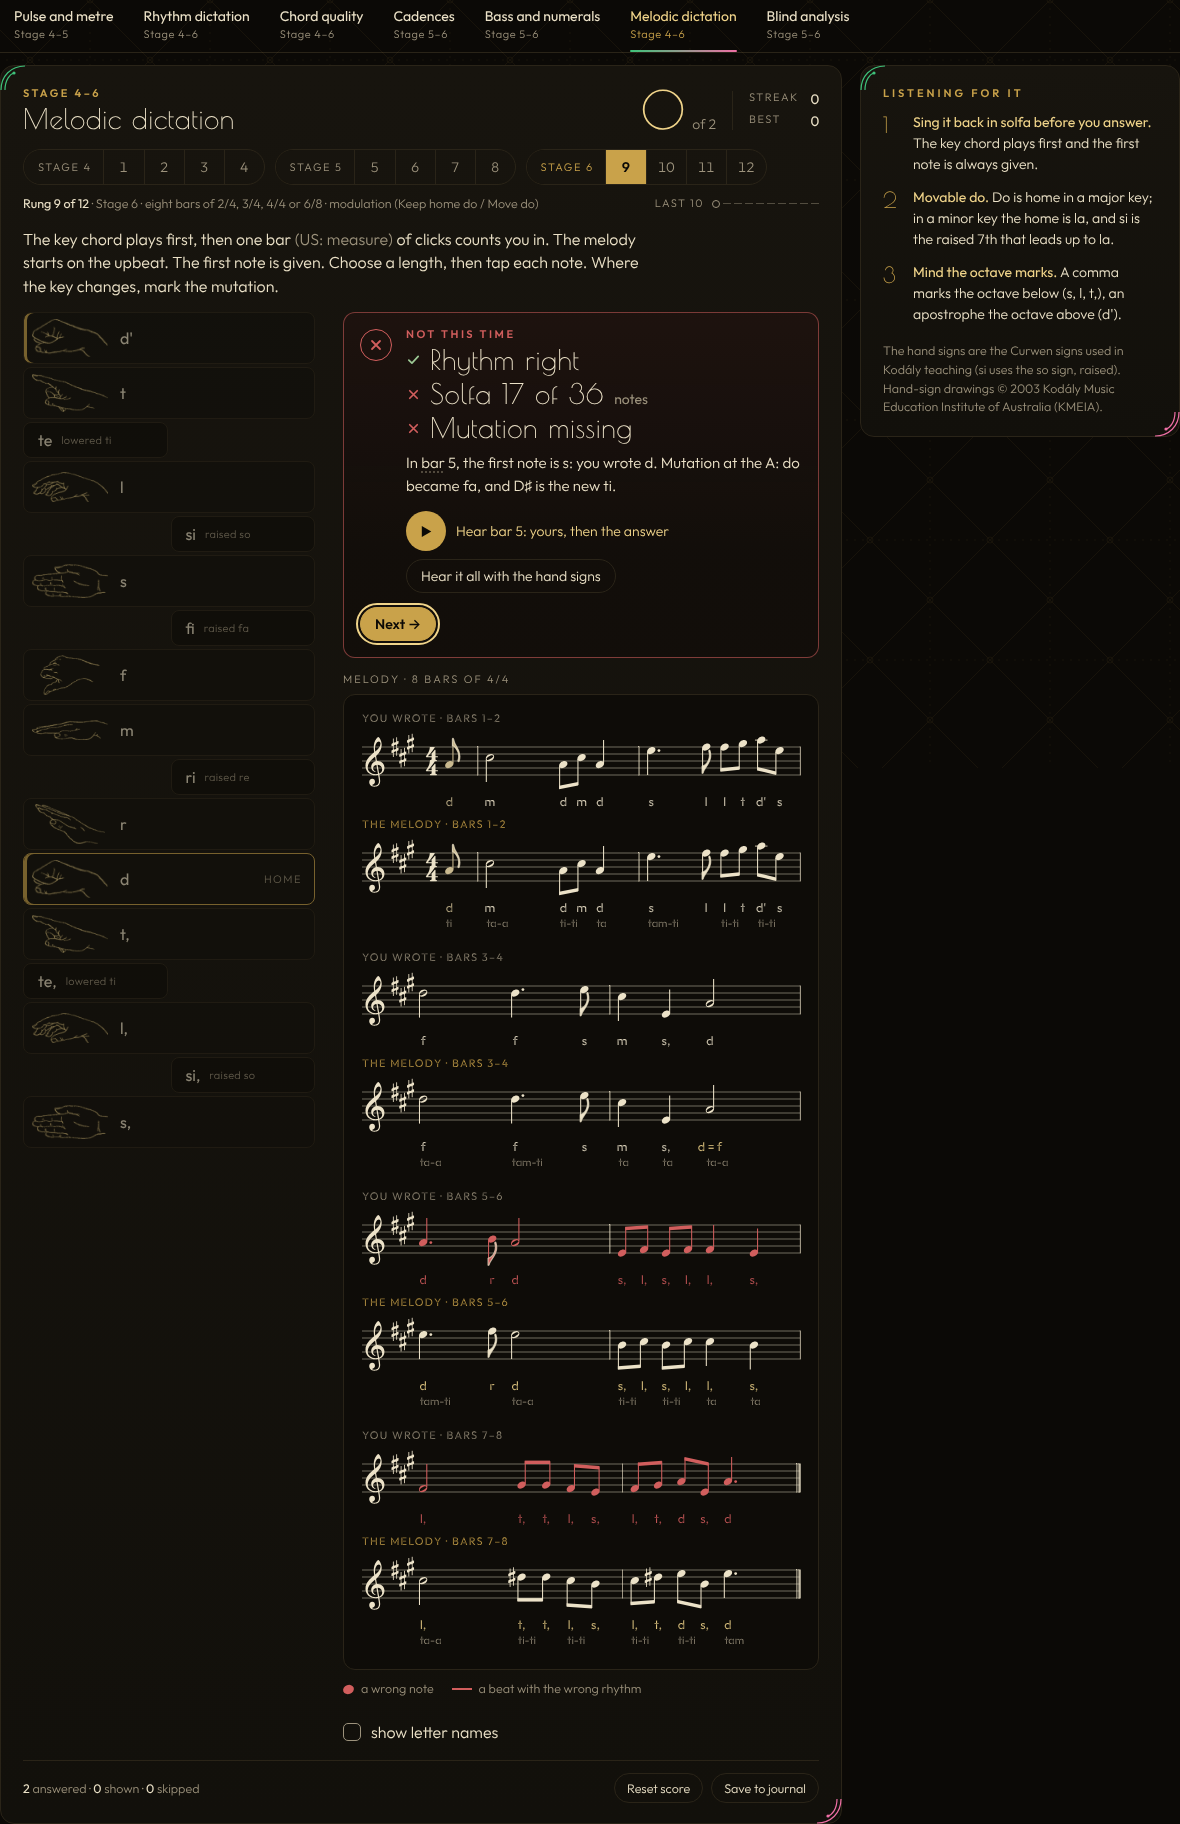 Pulse and metre
Stage 4–5
Rhythm dictation
Stage 4–6
Chord quality
Stage 4–6
Cadences
Stage 5–6
Bass and numerals
Stage 5–6
Melodic dictation
Stage 4–6
Blind analysis
Stage 5–6
STAGE 4–6
Melodic dictation
of 2
STREAK 0
BEST 0
STAGE 4 1 2 3 4
STAGE 5 5 6 7 8
STAGE 6 9 10 11 12
Rung 9 of 12 · Stage 6 · eight bars of 2/4, 3/4, 4/4 or 6/8 · modulation (Keep home do / Move do)
LAST 10
The key chord plays first, then one bar (US: measure) of clicks counts you in. The melody
starts on the upbeat. The first note is given. Choose a length, then tap each note. Where
the key changes, mark the mutation.
d'
t
te lowered ti
l
si raised so
s
fi raised fa
f
m
ri raised re
r
d HOME
t,
te, lowered ti
l,
si, raised so
s,
NOT THIS TIME
Rhythm right
Solfa 17 of 36 notes
Mutation missing
In bar 5, the first note is s: you wrote d. Mutation at the A: do
became fa, and D♯ is the new ti.
Hear bar 5: yours, then the answer
Hear it all with the hand signs
Next →
MELODY · 8 BARS OF 4/4
YOU WROTE · BARS 1–2
4
4
d m d m d s l l t d' s
THE MELODY · BARS 1–2
4
4
d m d m d s l l t d' s
ti ta-a ti-ti ta tam-ti ti-ti ti-ti
YOU WROTE · BARS 3–4
f f s m s, d
THE MELODY · BARS 3–4
f f s m s, d = f
ta-a tam-ti ta ta ta-a
YOU WROTE · BARS 5–6
d r d s, l, s, l, l, s,
THE MELODY · BARS 5–6
d r d s, l, s, l, l, s,
tam-ti ta-a ti-ti ti-ti ta ta
YOU WROTE · BARS 7–8
l, t, t, l, s, l, t, d s, d
THE MELODY · BARS 7–8
l, t, t, l, s, l, t, d s, d
ta-a ti-ti ti-ti ti-ti ti-ti tam
a wrong note
a beat with the wrong rhythm
show letter names
2 answered · 0 shown · 0 skipped
Reset score
Save to journal
LISTENING FOR IT
1 Sing it back in solfa before you answer.
The key chord plays first and the first
note is always given.
2 Movable do. Do is home in a major key;
in a minor key the home is la, and si is
the raised 7th that leads up to la.
3 Mind the octave marks. A comma
marks the octave below (s, l, t,), an
apostrophe the octave above (d').
The hand signs are the Curwen signs used in
Kodály teaching (si uses the so sign, raised).
Hand-sign drawings © 2003 Kodály Music
Education Institute of Australia (KMEIA).